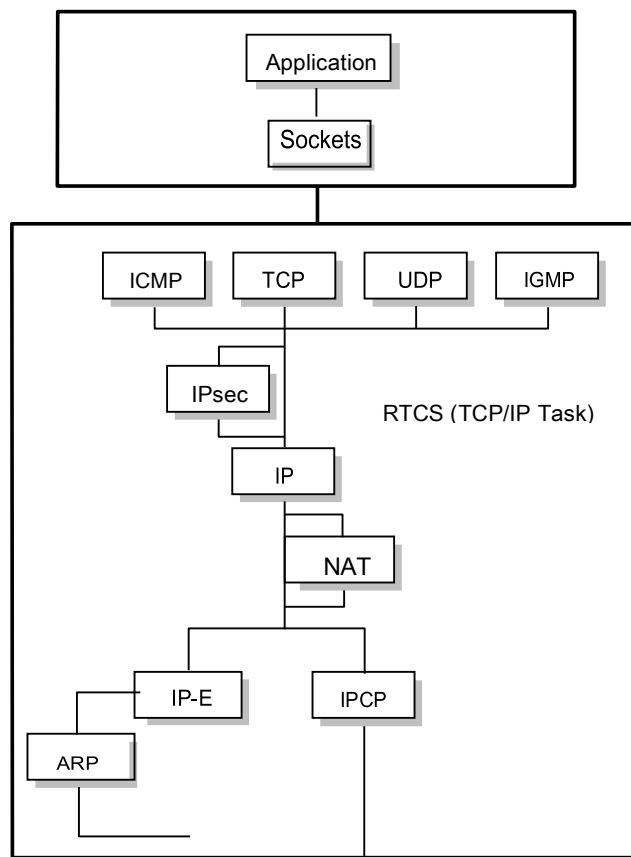 Application
Sockets
ICMP
TCP
UDP
IGMP
IPsec
RTCS (TCP/IP Task)
IP
NAT
IP-E
IPCP
ARP